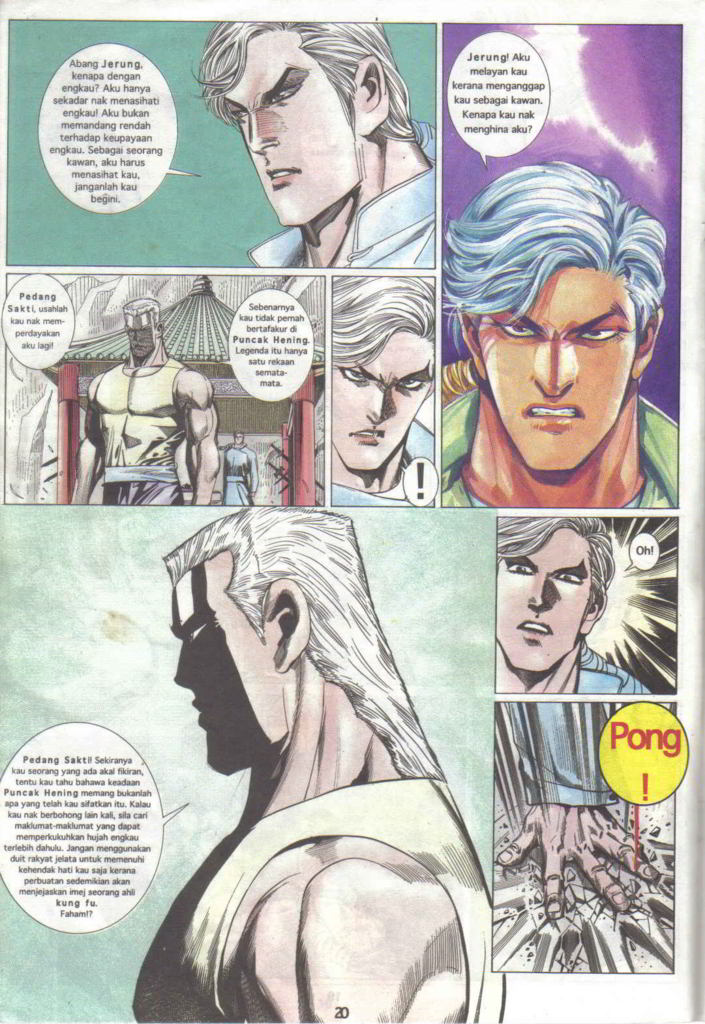 Abang Jerung,
kenapa dengan
engkau? Aku hanya
sekadar nak menasihati
engkau! Aku bukan
memandang rendah
terhadap keupayaan
engkau. Sebagai seorang
kawan, aku harus
menasihat kau,
janganlah kau
begini.
Jerung! Aku
melayan kau
kerana menganggap
kau sebagai kawan.
Kenapa kau nak
menghina aku?
Pedang
Sakti, usahlah
kau nak mem-
perdayakan
aku lagi!
Sebenarnya
kau tidak pernah
bertafakur di
Puncak Hening.
Legenda itu hanya
satu rekaan
semata-
mata.
!
Oh!
Pong
!
Pedang Sakti! Sekiranya
kau seorang yang ada akal fikiran,
tentu kau tahu bahawa keadaan
Puncak Hening memang bukanlah
apa yang telah kau sifatkan itu. Kalau
kau nak berbohong lain kali, sila cari
maklumat-maklumat yang dapat
memperkukuhkan hujah engkau
terlebih dahulu. Jangan menggunakan
duit rakyat jelata untuk memenuhi
kehendak hati kau saja kerana
perbuatan sedemikian akan
menjejaskan imej seorang ahli
kung fu.
Faham!?
20